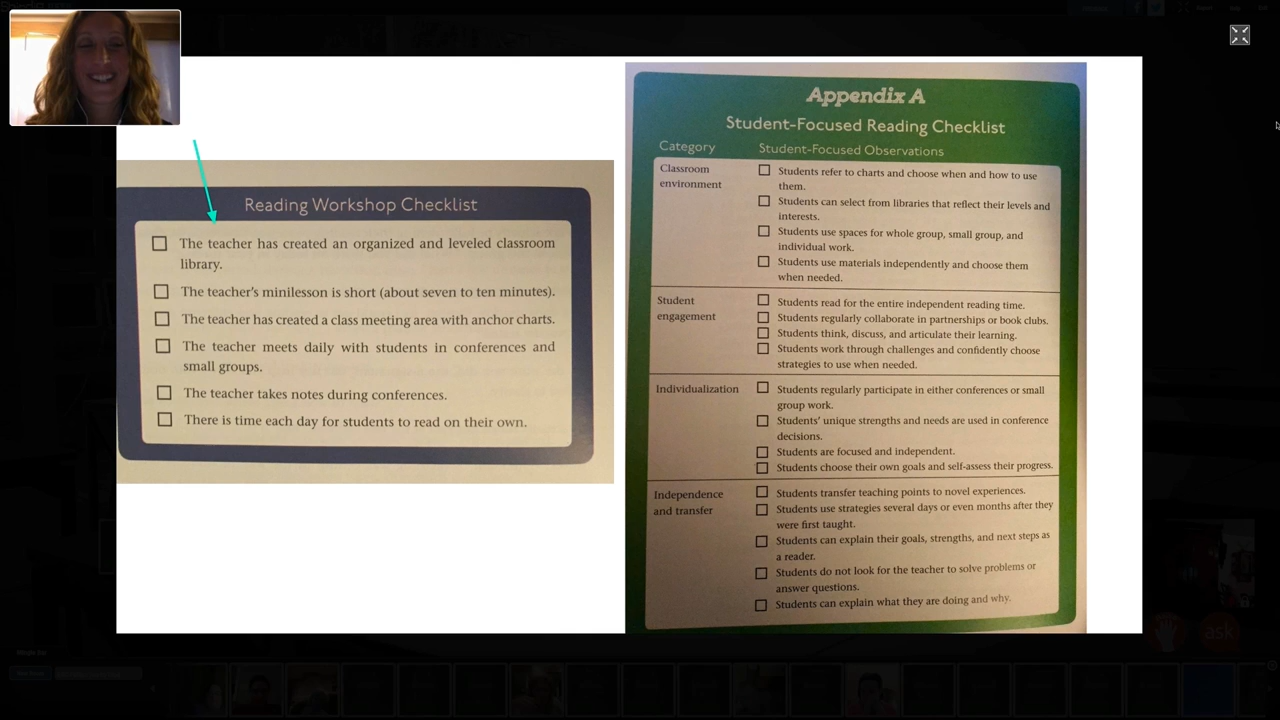 Reading Workshop Checklist
The teacher has created an organized and leveled classroom
library.
The teacher's minilesson is short (about seven to ten minutes).
The teacher has created a class meeting area with anchor charts.
The teacher meets daily with students in conferences and
small groups.
The teacher takes notes during conferences.
There is time each day for students to read on their own.
Appendix A
Student-Focused Reading Checklist
Category
Student-Focused Observations
Classroom
environment
Students refer to charts and choose when and how to use
them.
Students can select from libraries that reflect their levels and
interests.
Students use spaces for whole group, small group, and
individual work.
Students use materials independently and choose them
when needed.
Student
engagement
Students read for the entire independent reading time.
Students regularly collaborate in partnerships or book clubs.
Students think, discuss, and articulate their learning.
Students work through challenges and confidently choose
strategies to use when needed.
Individualization
Students regularly participate in either conferences or small
group work.
Students' unique strengths and needs are used in conference
decisions.
Students are focused and independent.
Students choose their own goals and self-assess their progress.
Independence
and transfer
Students transfer teaching points to novel experiences.
Students use strategies several days or even months after they
were first taught.
Students can explain their goals, strengths, and next steps as
a reader.
Students do not look for the teacher to solve problems or
answer questions.
Students can explain what they are doing and why.
ask